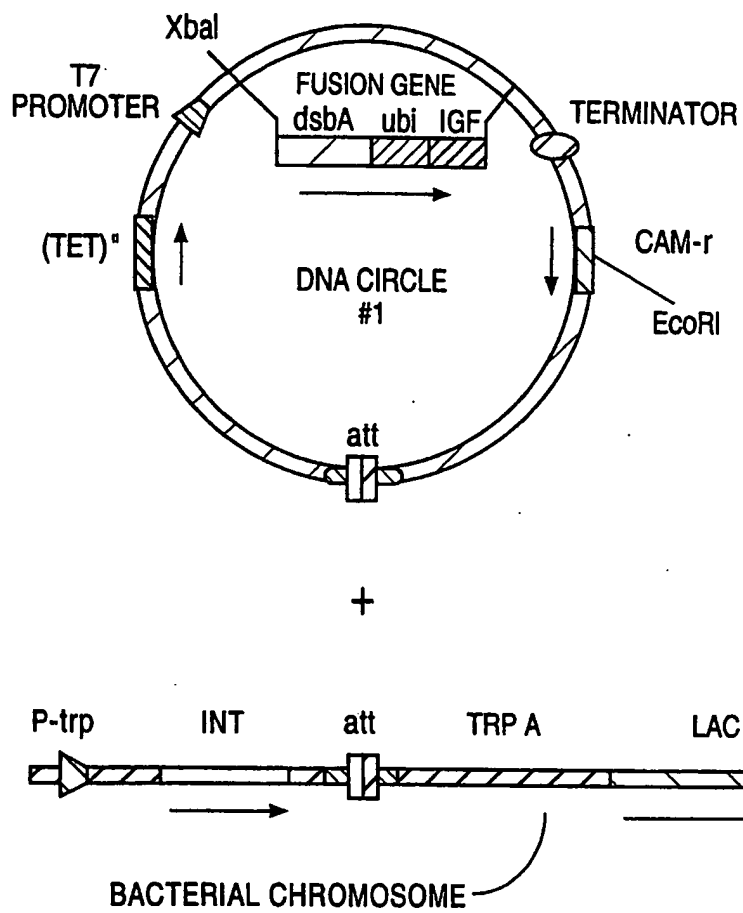 XbaI
T7
PROMOTER
FUSION GENE
dsbA ubi IGF
TERMINATOR
(TET)"
CAM-r
DNA CIRCLE
#1
EcoRI
att
+
P-trp INT att TRP A LAC
BACTERIAL CHROMOSOME